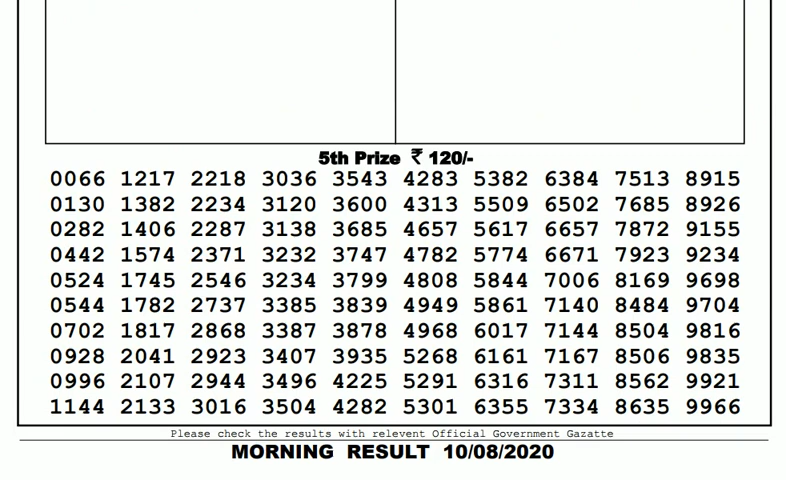 5th Prize ₹ 120/-
0066 1217 2218 3036 3543 4283 5382 6384 7513 8915
0130 1382 2234 3120 3600 4313 5509 6502 7685 8926
0282 1406 2287 3138 3685 4657 5617 6657 7872 9155
0442 1574 2371 3232 3747 4782 5774 6671 7923 9234
0524 1745 2546 3234 3799 4808 5844 7006 8169 9698
0544 1782 2737 3385 3839 4949 5861 7140 8484 9704
0702 1817 2868 3387 3878 4968 6017 7144 8504 9816
0928 2041 2923 3407 3935 5268 6161 7167 8506 9835
0996 2107 2944 3496 4225 5291 6316 7311 8562 9921
1144 2133 3016 3504 4282 5301 6355 7334 8635 9966
Please check the results with relevent Official Government Gazatte
MORNING RESULT 10/08/2020